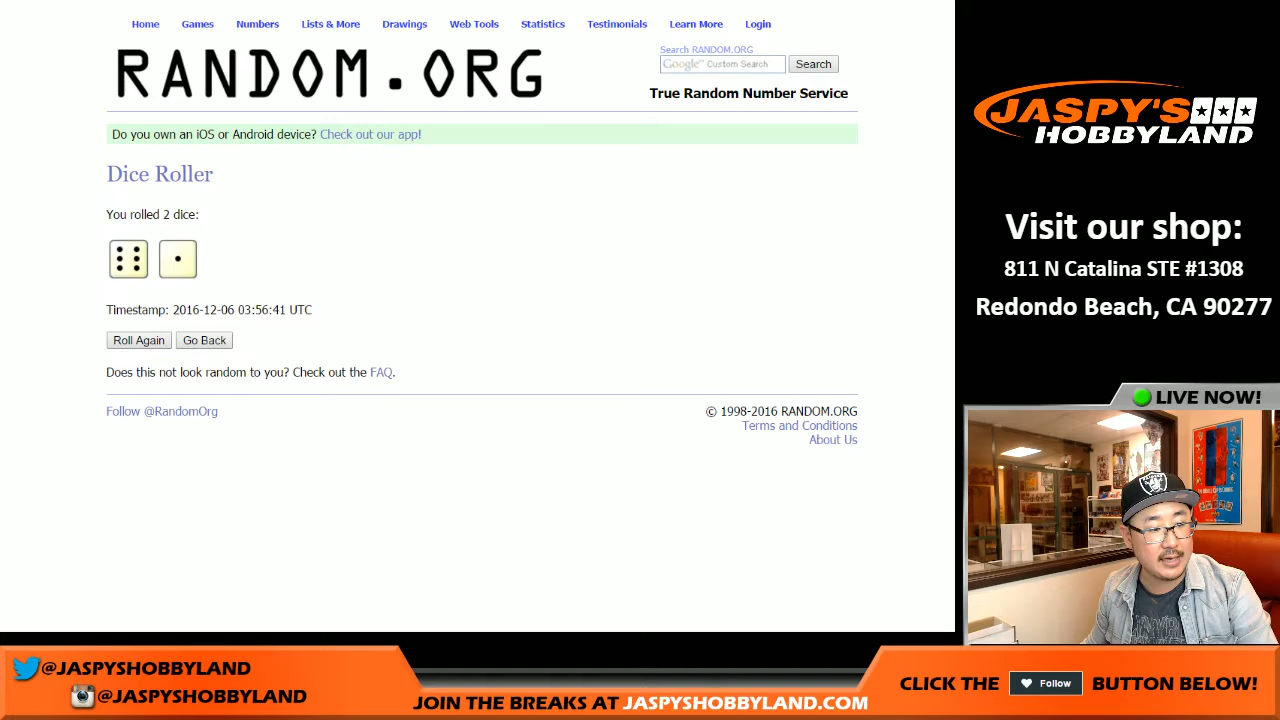 Home Games Numbers Lists & More Drawings Web Tools Statistics Testimonials Learn More Login
RANDOM.ORG
Search RANDOM.ORG
Google™ Custom Search
Search
True Random Number Service
Do you own an iOS or Android device? Check out our app!
Dice Roller
You rolled 2 dice:
Timestamp: 2016-12-06 03:56:41 UTC
Roll Again Go Back
Does this not look random to you? Check out the FAQ.
Follow @RandomOrg
© 1998-2016 RANDOM.ORG
Terms and Conditions
About Us
JASPY'S
HOBBYLAND
Visit our shop:
811 N Catalina STE #1308
Redondo Beach, CA 90277
LIVE NOW!
@JASPYSHOBBYLAND
@JASPYSHOBBYLAND
JOIN THE BREAKS AT JASPYSHOBBYLAND.COM
CLICK THE Follow BUTTON BELOW!